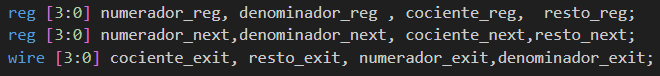 reg [3:0] numerador_reg, denominador_reg , cociente_reg,  resto_reg;
reg [3:0] numerador_next,denominador_next, cociente_next,resto_next;
wire [3:0] cociente_exit, resto_exit, numerador_exit,denominador_exit;